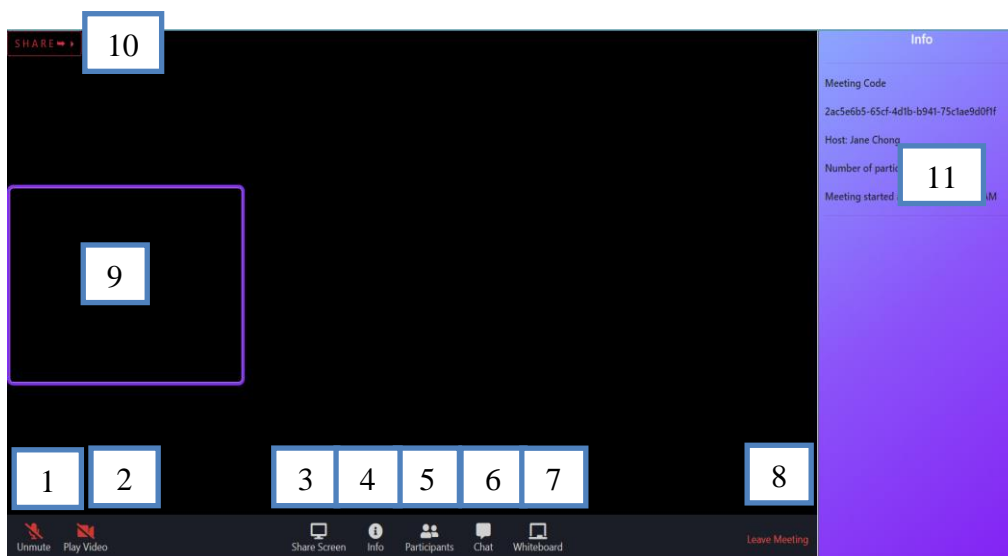 SHARE
10
Info
Meeting Code
2ac5e6b5-65cf-4d1b-b941-75c1ae9d0f1f
Host: Jane Chong
Number of
11
Meeting started AM
9
1 2 3 4 5 6 7 8
Unmute Play Video Share Screen Info Participants Chat Whiteboard Leave Meeting